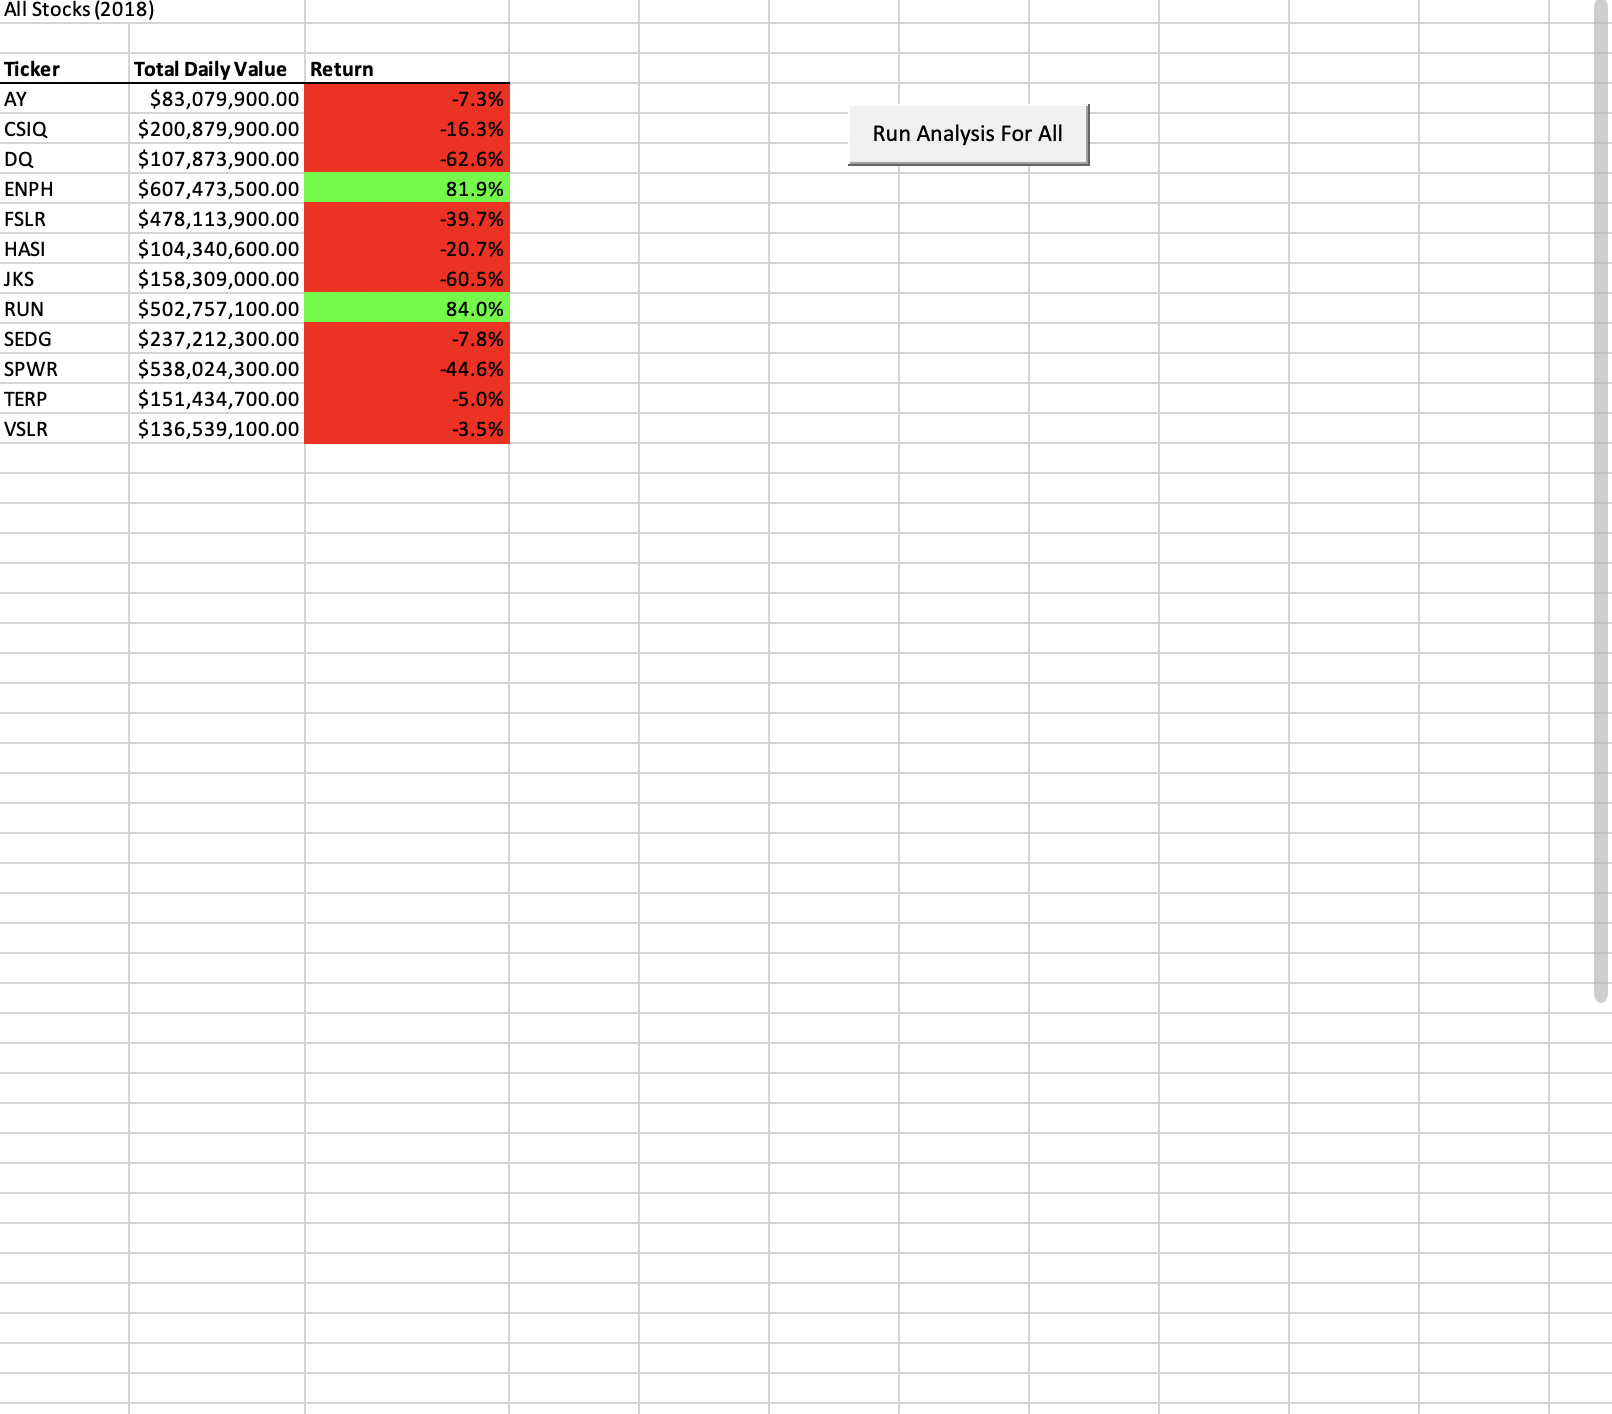 All Stocks (2018)
Ticker Total Daily Value Return
AY $83,079,900.00 -7.3%
CSIQ $200,879,900.00 -16.3%
DQ $107,873,900.00 -62.6%
ENPH $607,473,500.00 81.9%
FSLR $478,113,900.00 -39.7%
HASI $104,340,600.00 -20.7%
JKS $158,309,000.00 -60.5%
RUN $502,757,100.00 84.0%
SEDG $237,212,300.00 -7.8%
SPWR $538,024,300.00 -44.6%
TERP $151,434,700.00 -5.0%
VSLR $136,539,100.00 -3.5%
Run Analysis For All